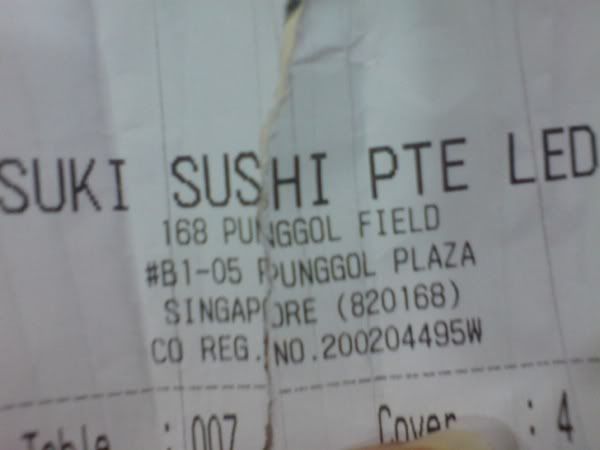 SUKI SUSHI PTE LED
168 PUNGGOL FIELD
#B1-05 PUNGGOL PLAZA
SINGAPORE (820168)
CO REG. NO.200204495W
Table : 007 Cover : 4